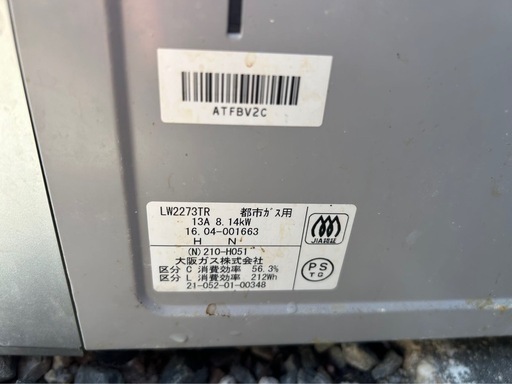 ATFBV2C
LW2273TR 都市ガス用
13A 8.14kW
16.04-001663
H N
(N)210-H051
大阪ガス株式会社
区分 C 消費効率 56.3%
区分 L 消費効率 212Wh
21-052-01-00348
JIA認証
PS
TG